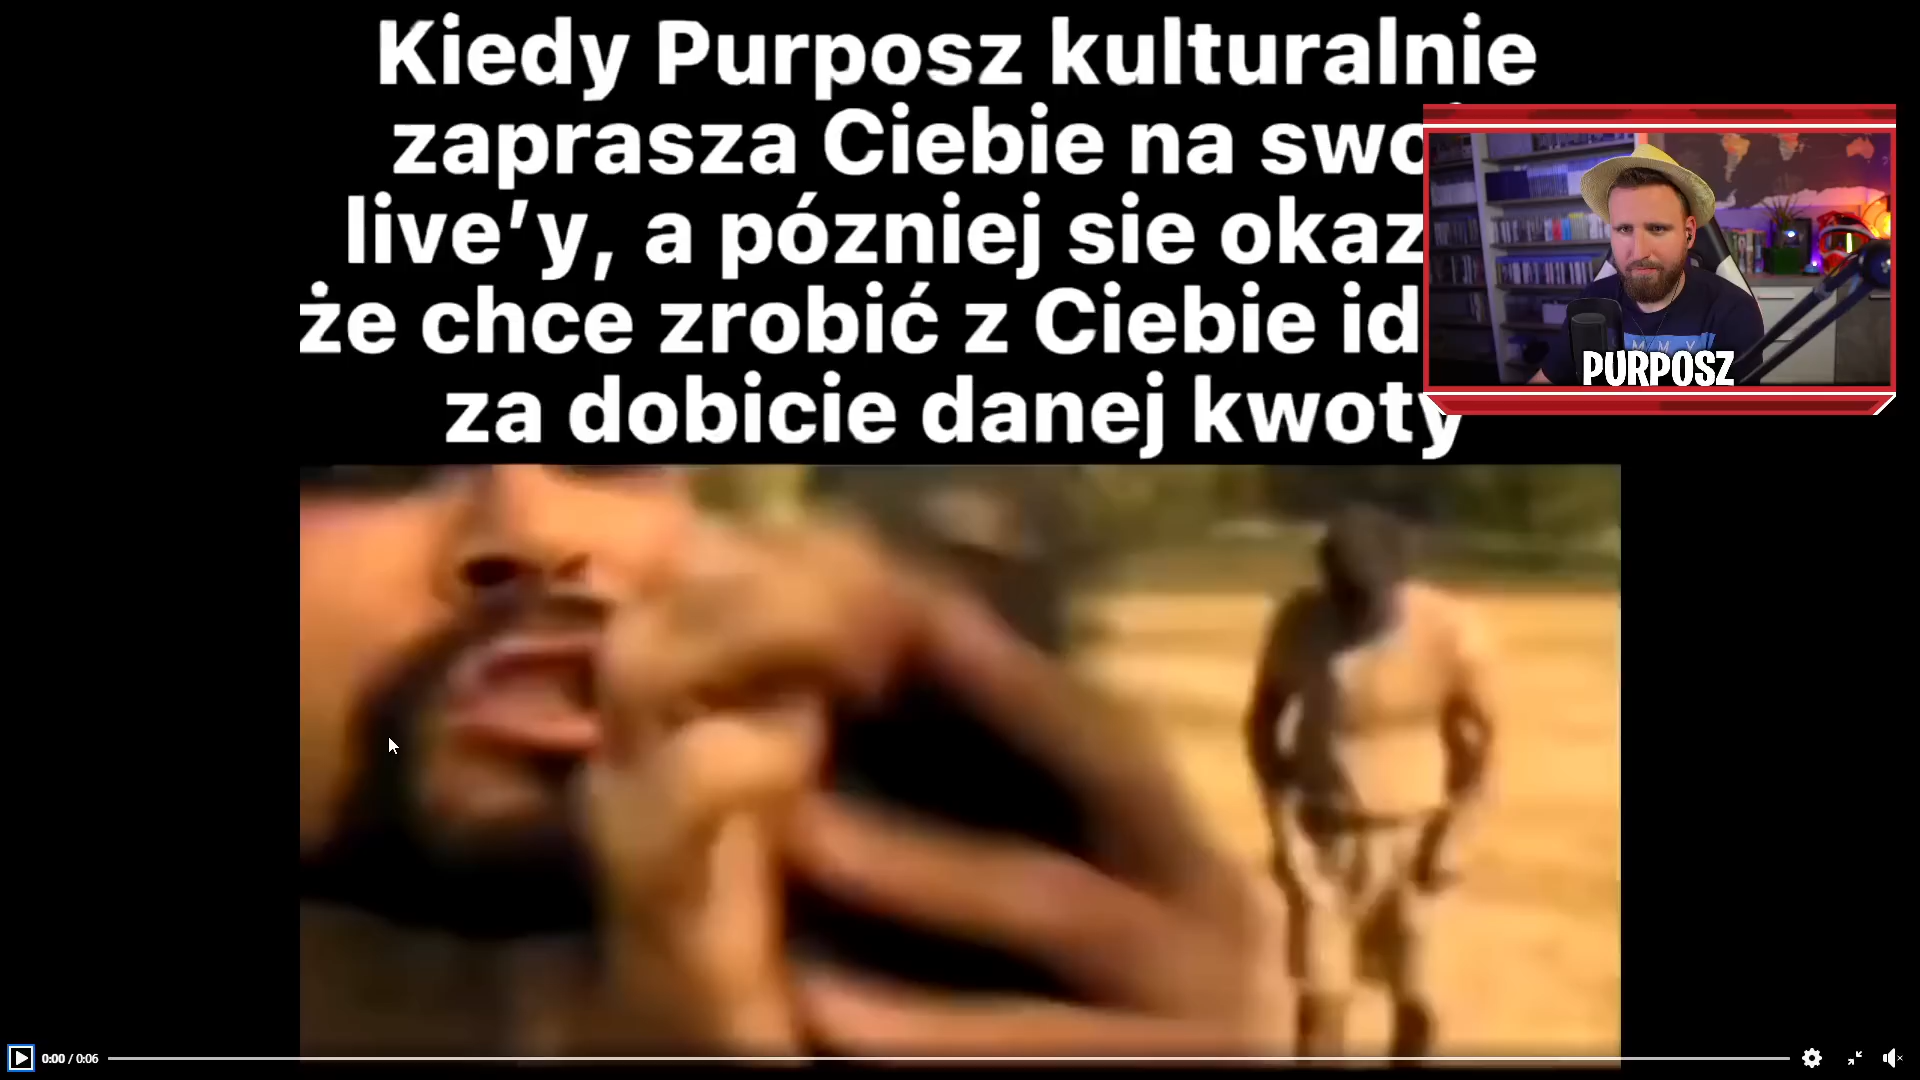 Kiedy Purposz kulturalnie
zaprasza Ciebie na swo
live’y, a pózniej sie okaz
że chce zrobić z Ciebie id
za dobicie danej kwoty
MMXV
PURPOSZ
0:00 / 0:06